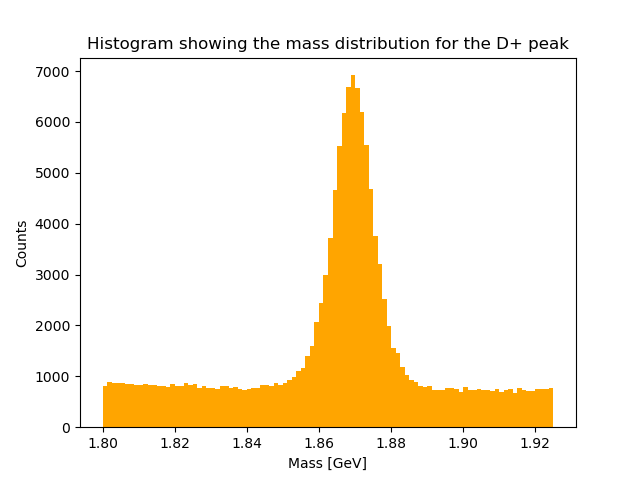 Histogram showing the mass distribution for the D+ peak
7000
6000
5000
4000
3000
2000
1000
0
Counts
1.80 1.82 1.84 1.86 1.88 1.90 1.92
Mass [GeV]